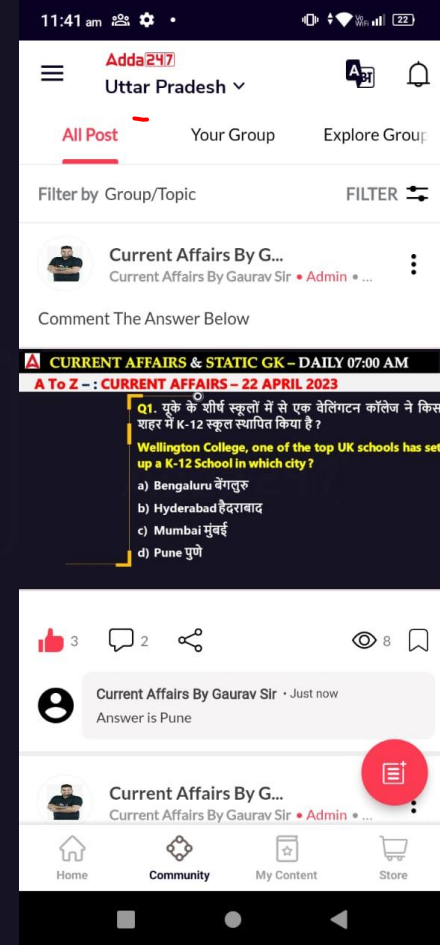 11:41 am
22
Adda247
Uttar Pradesh
All Post Your Group Explore Group
Filter by Group/Topic FILTER
Current Affairs By G...
Current Affairs By Gaurav Sir • Admin • ...
Comment The Answer Below
CURRENT AFFAIRS & STATIC GK – DAILY 07:00 AM
A To Z – : CURRENT AFFAIRS – 22 APRIL 2023
Q1. यूके के शीर्ष स्कूलों में से एक वेलिंगटन कॉलेज ने किस
शहर में K-12 स्कूल स्थापित किया है ?
Wellington College, one of the top UK schools has set
up a K-12 School in which city ?
a) Bengaluru बेंगलुरु
b) Hyderabad हैदराबाद
c) Mumbai मुंबई
d) Pune पुणे
3 2 8
Current Affairs By Gaurav Sir · Just now
Answer is Pune
Current Affairs By G...
Current Affairs By Gaurav Sir • Admin • ...
Home Community My Content Store